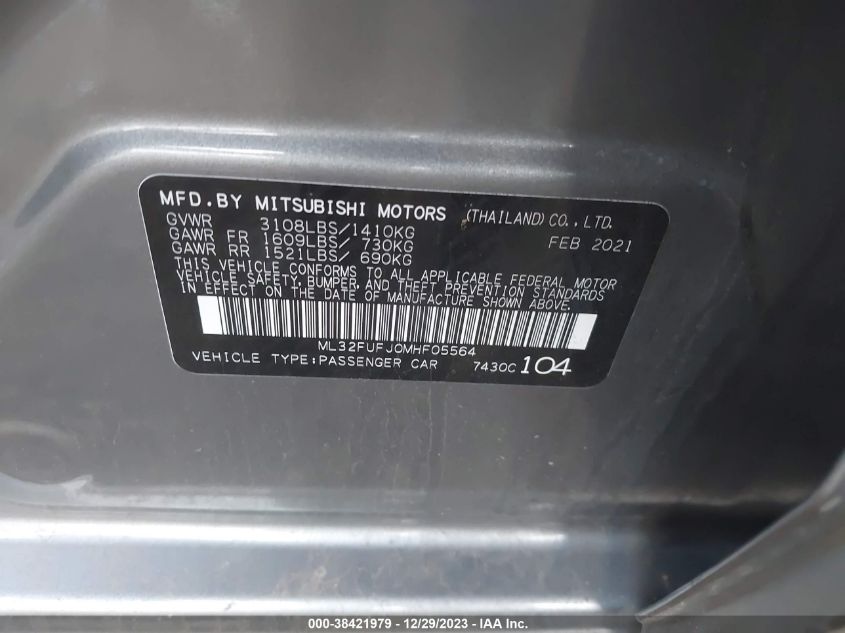 MFD.BY MITSUBISHI MOTORS (THAILAND) CO., LTD.
GVWR 3108LBS/1410KG FEB 2021
GAWR FR 1609LBS/ 730KG
GAWR RR 1521LBS/ 690KG
THIS VEHICLE CONFORMS TO ALL APPLICABLE FEDERAL MOTOR
VEHICLE SAFETY, BUMPER, AND THEFT PREVENTION STANDARDS
IN EFFECT ON THE DATE OF MANUFACTURE SHOWN ABOVE.
ML32FUFJ0MHF05564
VEHICLE TYPE:PASSENGER CAR 7430C 104
000-38421979 - 12/29/2023 - IAA Inc.